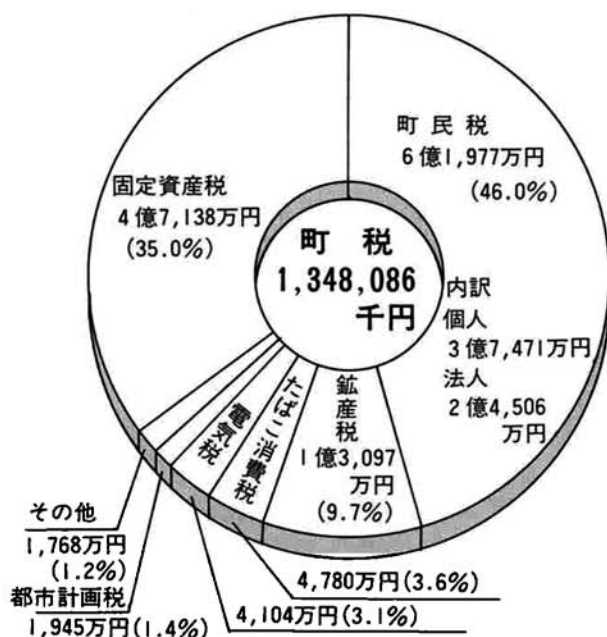 町税
1,348,086
千円
町民税
6億1,977万円
(46.0%)
内訳
個人
3億7,471万円
法人
2億4,506
万円
鉱産税
1億3,097
万円
(9.7%)
たばこ消費税
4,780万円(3.6%)
電気税
4,104万円(3.1%)
都市計画税
1,945万円(1.4%)
その他
1,768万円
(1.2%)
固定資産税
4億7,138万円
(35.0%)